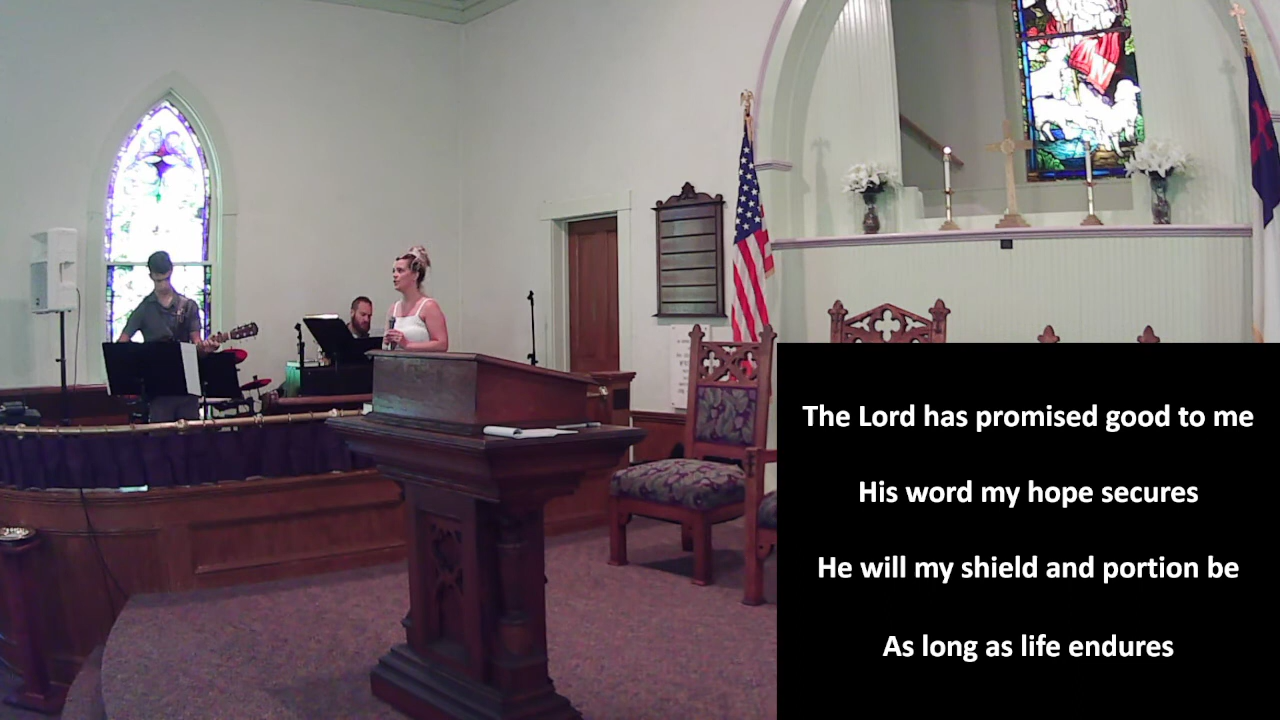 The Lord has promised good to me
His word my hope secures
He will my shield and portion be
As long as life endures